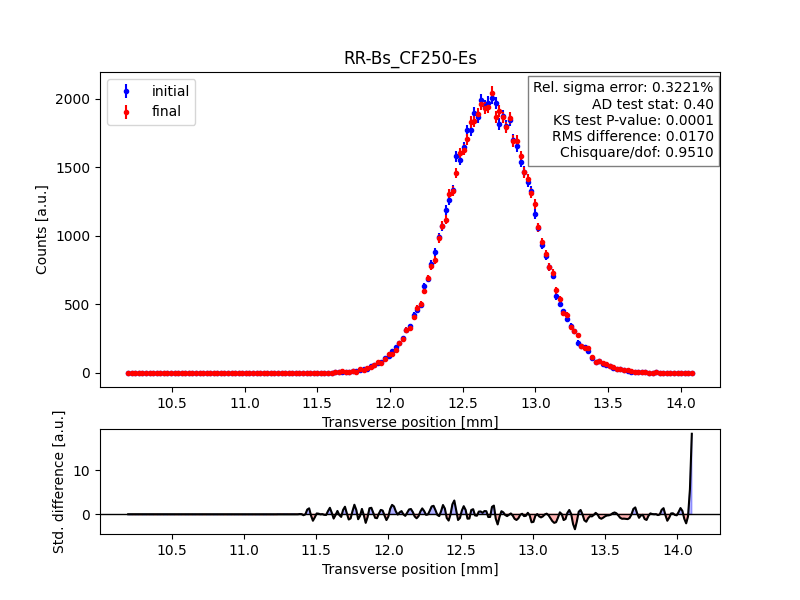 RR-Bs_CF250-Es
initial
final
Rel. sigma error: 0.3221%
AD test stat: 0.40
KS test P-value: 0.0001
RMS difference: 0.0170
Chisquare/dof: 0.9510
Counts [a.u.]
2000
1500
1000
500
0
10.5 11.0 11.5 12.0 12.5 13.0 13.5 14.0
Transverse position [mm]
Std. difference [a.u.]
10
0
10.5 11.0 11.5 12.0 12.5 13.0 13.5 14.0
Transverse position [mm]